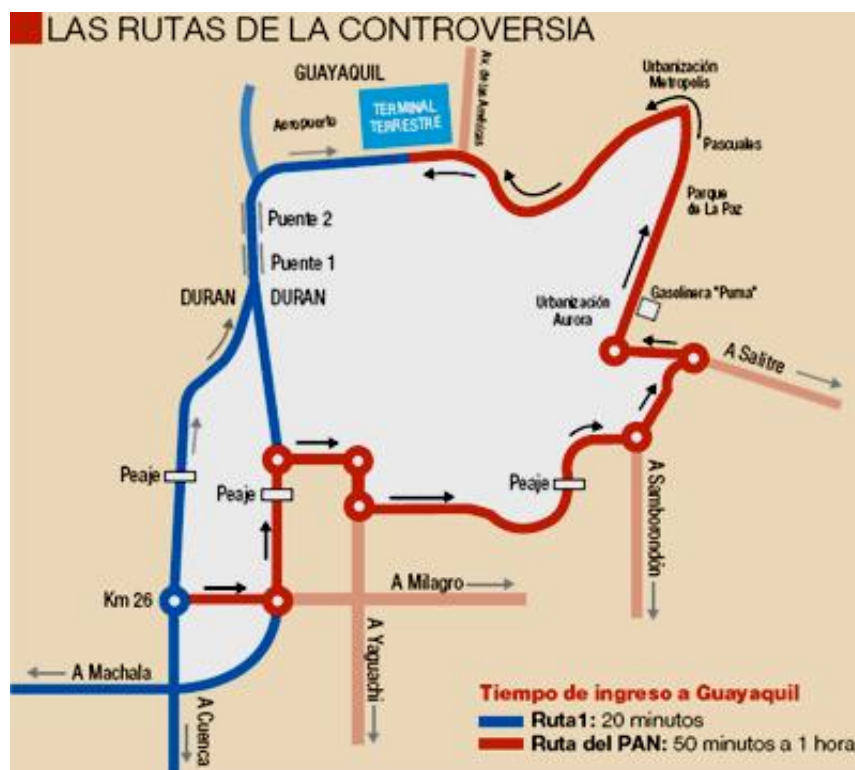 LAS RUTAS DE LA CONTROVERSIA
GUAYAQUIL
Aeropuerto
TERMINAL
TERRESTRE
Av. de las Américas
Urbanización
Metropolis
Pascuales
Parque
de La Paz
Puente 2
Puente 1
DURAN
DURAN
Urbanización
Aurora
Gasolinera "Puma"
A Salitre
Peaje
Peaje
Peaje
A Samborondón
Km 26
A Milagro
A Yaguachi
A Machala
A Cuenca
Tiempo de ingreso a Guayaquil
Ruta1: 20 minutos
Ruta del PAN: 50 minutos a 1 hora